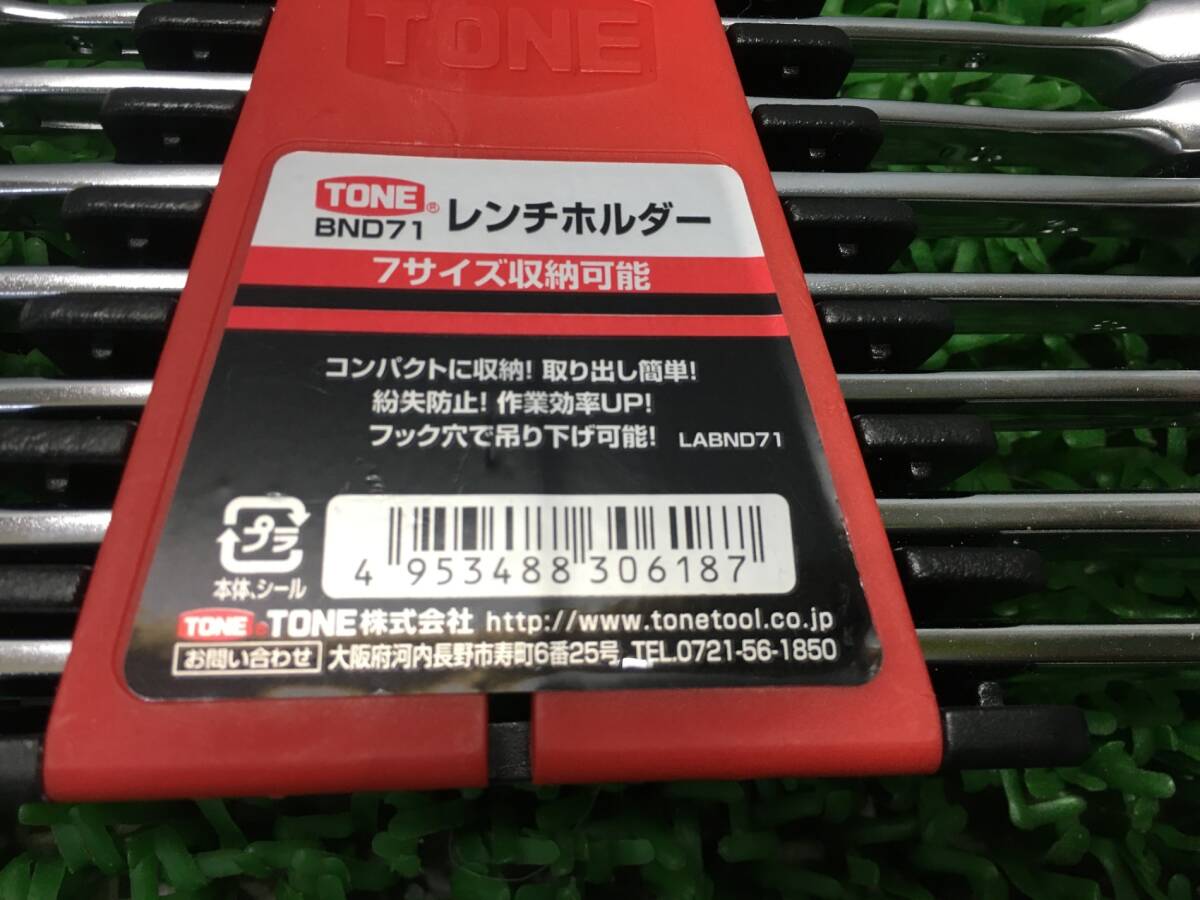 TONE
TONE®
BND71 レンチホルダー
7サイズ収納可能
コンパクトに収納! 取り出し簡単!
紛失防止! 作業効率UP!
フック穴で吊り下げ可能! LABND71
プラ
本体、シール
4 953488 306187
TONE® TONE株式会社 http://www.tonetool.co.jp
お問い合わせ 大阪府河内長野市寿町6番25号 TEL.0721-56-1850